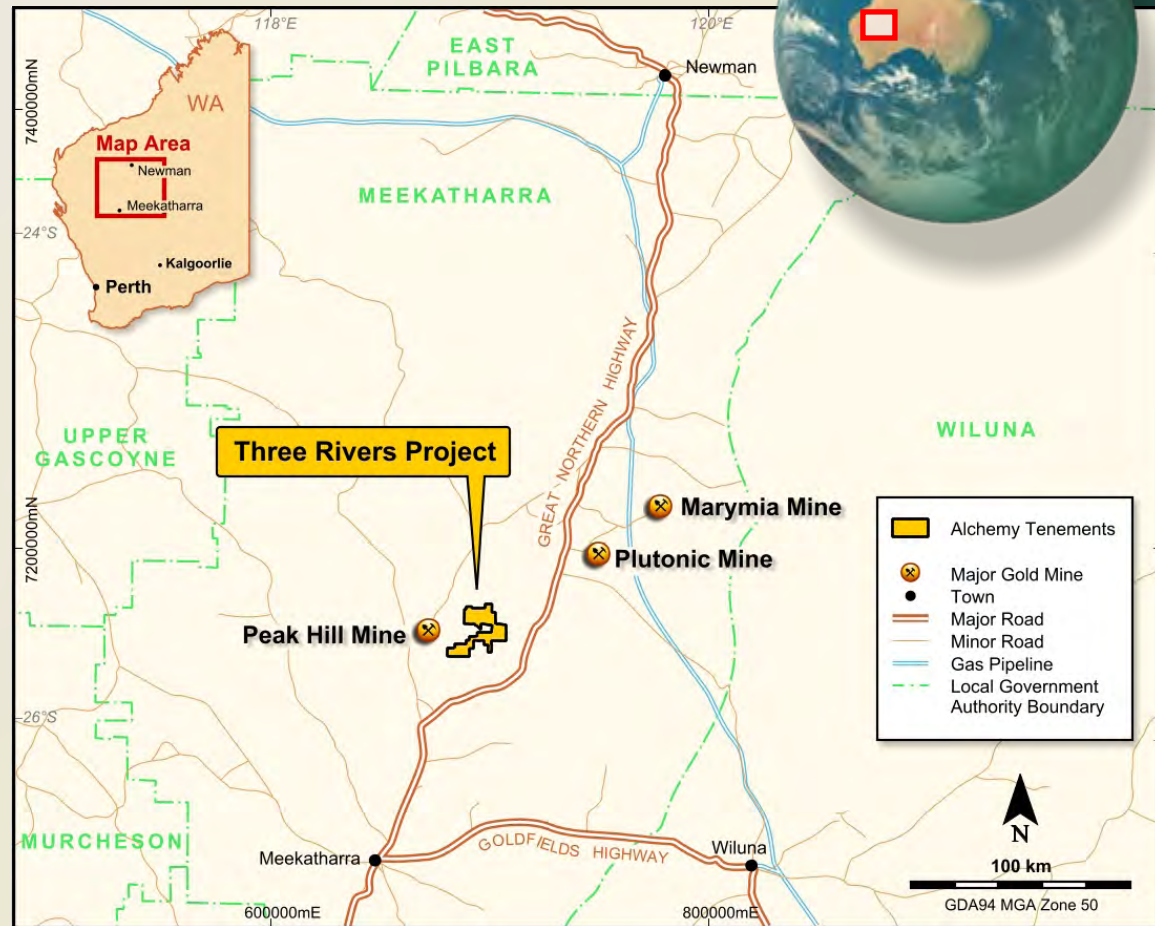 118°E
120°E
7400000mN
WA
Map Area
Newman
Meekatharra
Kalgoorlie
Perth
EAST
PILBARA
Newman
MEEKATHARRA
24°S
GREAT NORTHERN HIGHWAY
UPPER
GASCOYNE
WILUNA
Three Rivers Project
Marymia Mine
Plutonic Mine
7200000mN
Peak Hill Mine
Alchemy Tenements
Major Gold Mine
Town
Major Road
Minor Road
Gas Pipeline
Local Government
Authority Boundary
26°S
MURCHESON
Meekatharra
GOLDFIELDS HIGHWAY
Wiluna
N
100 km
GDA94 MGA Zone 50
600000mE
800000mE